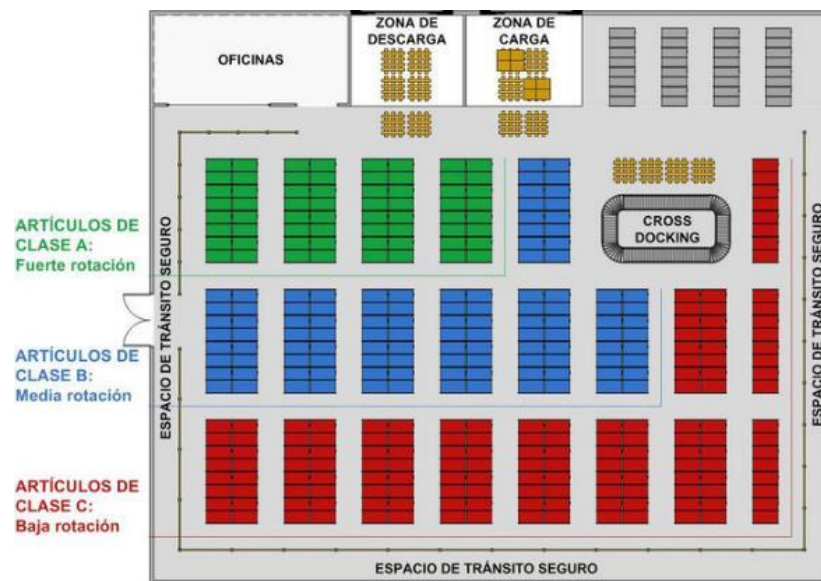 OFICINAS
ZONA DE
DESCARGA
ZONA DE
CARGA
CROSS
DOCKING
ARTÍCULOS DE
CLASE A:
Fuerte rotación
ARTÍCULOS DE
CLASE B:
Media rotación
ARTÍCULOS DE
CLASE C:
Baja rotación
ESPACIO DE TRÁNSITO SEGURO
ESPACIO DE TRÁNSITO SEGURO
ESPACIO DE TRÁNSITO SEGURO